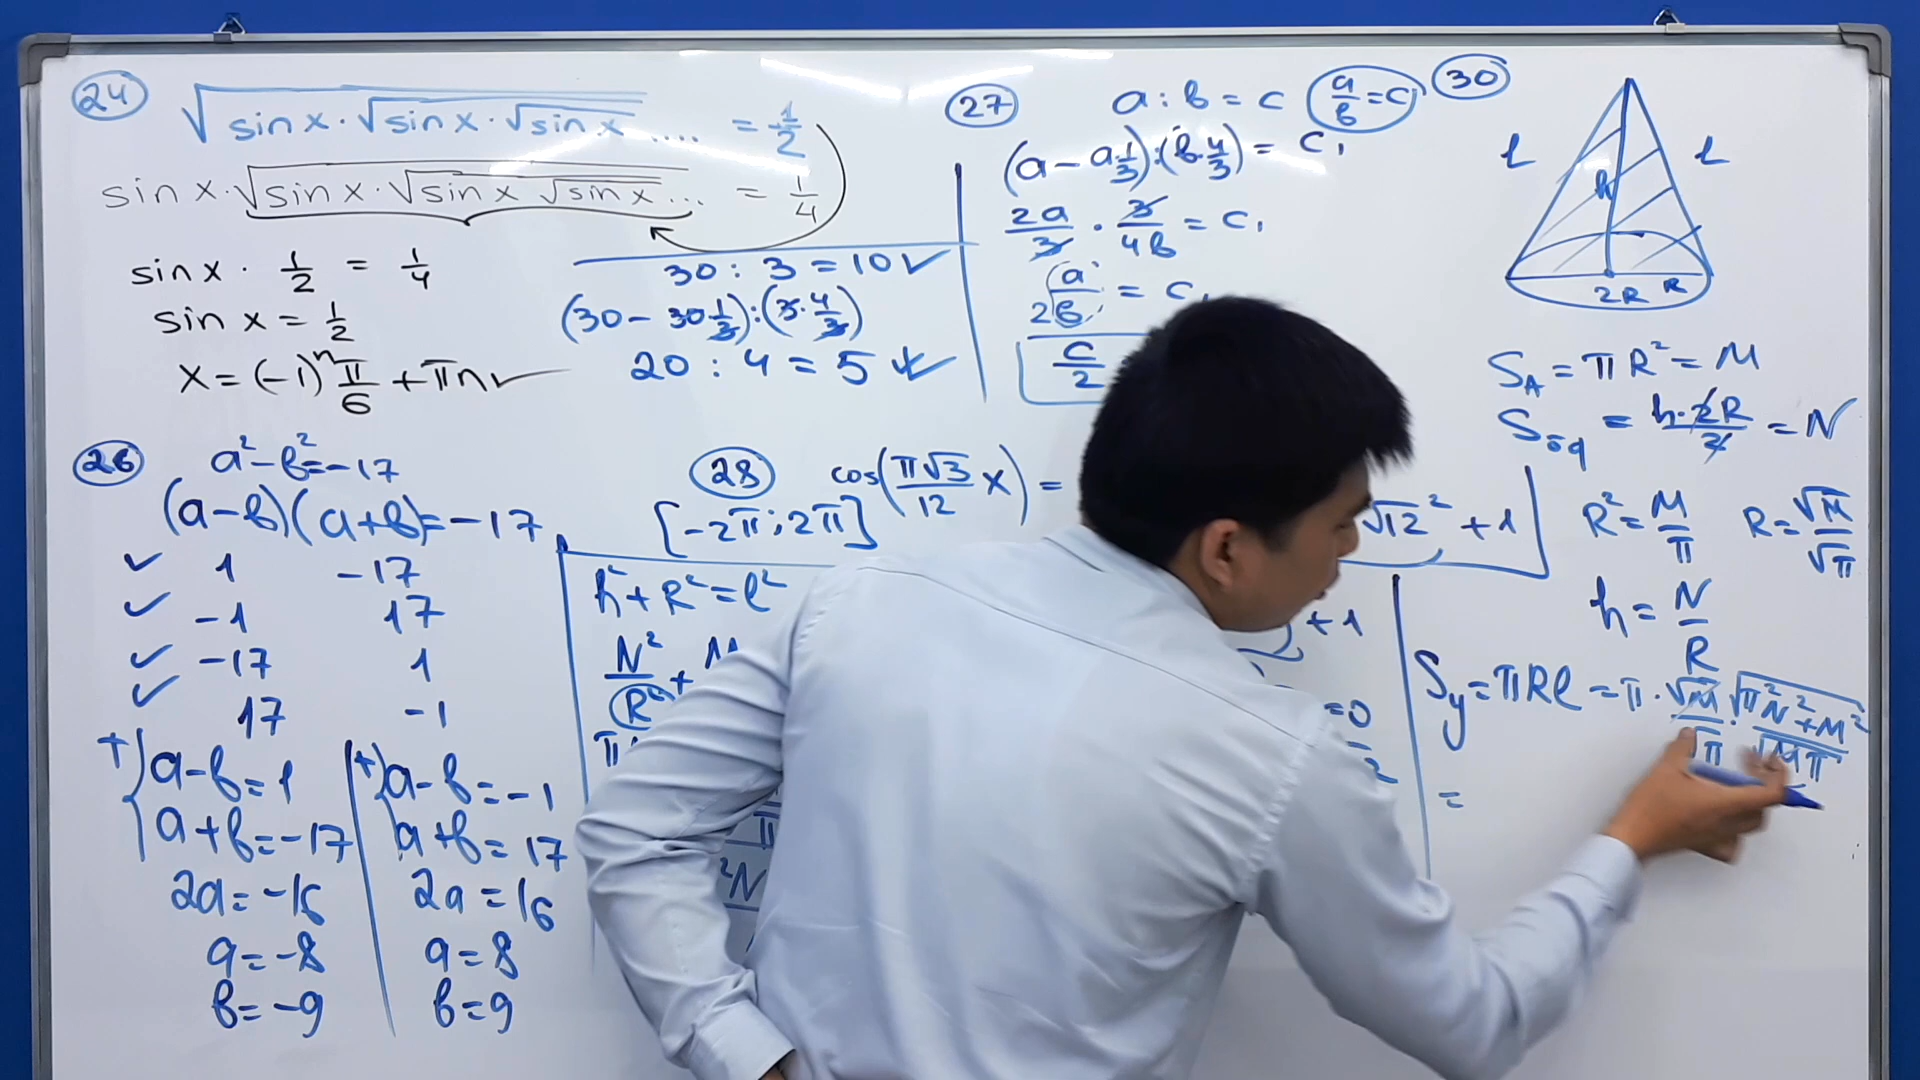 24
√(sin x · √(sin x · √(sin x .... = 1/2
sin x · √(sin x · √(sin x √(sin x ... = 1/4
sin x · 1/2 = 1/4
sin x = 1/2
x = (-1)ⁿ π/6 + πn ✓
30 : 3 = 10 ✓
(30 - 30 1/3) : (3 · 4/3)
20 : 4 = 5 ✓
27
a : b = c
a/b = c
(a - a 1/3) : (b · 4/3) = c₁
2a/3 · 3/4b = c₁
a/2b = c₁
c/2
30
l
l
h
2R
R
S_A = πR² = M
= h·2R/2 = N
R² = M/π
R = √M/√π
h = N/R
S_y = πRl = π · √M/√π · √(π²N² + M²)/√(Mπ)
=
26
a² - b² = -17
(a - b)(a + b) = -17
✓ 1 -17
✓ -1 17
✓ -17 1
✓ 17 -1
+ { a - b = 1
a + b = -17
2a = -16
a = -8
b = -9
+ { a - b = -1
a + b = 17
2a = 16
a = 8
b = 9
28
cos(π√3/12 x) =
[-2π; 2π]
√12² + 1
h² + R² = l²
N²/R² +
+ 1
= 0